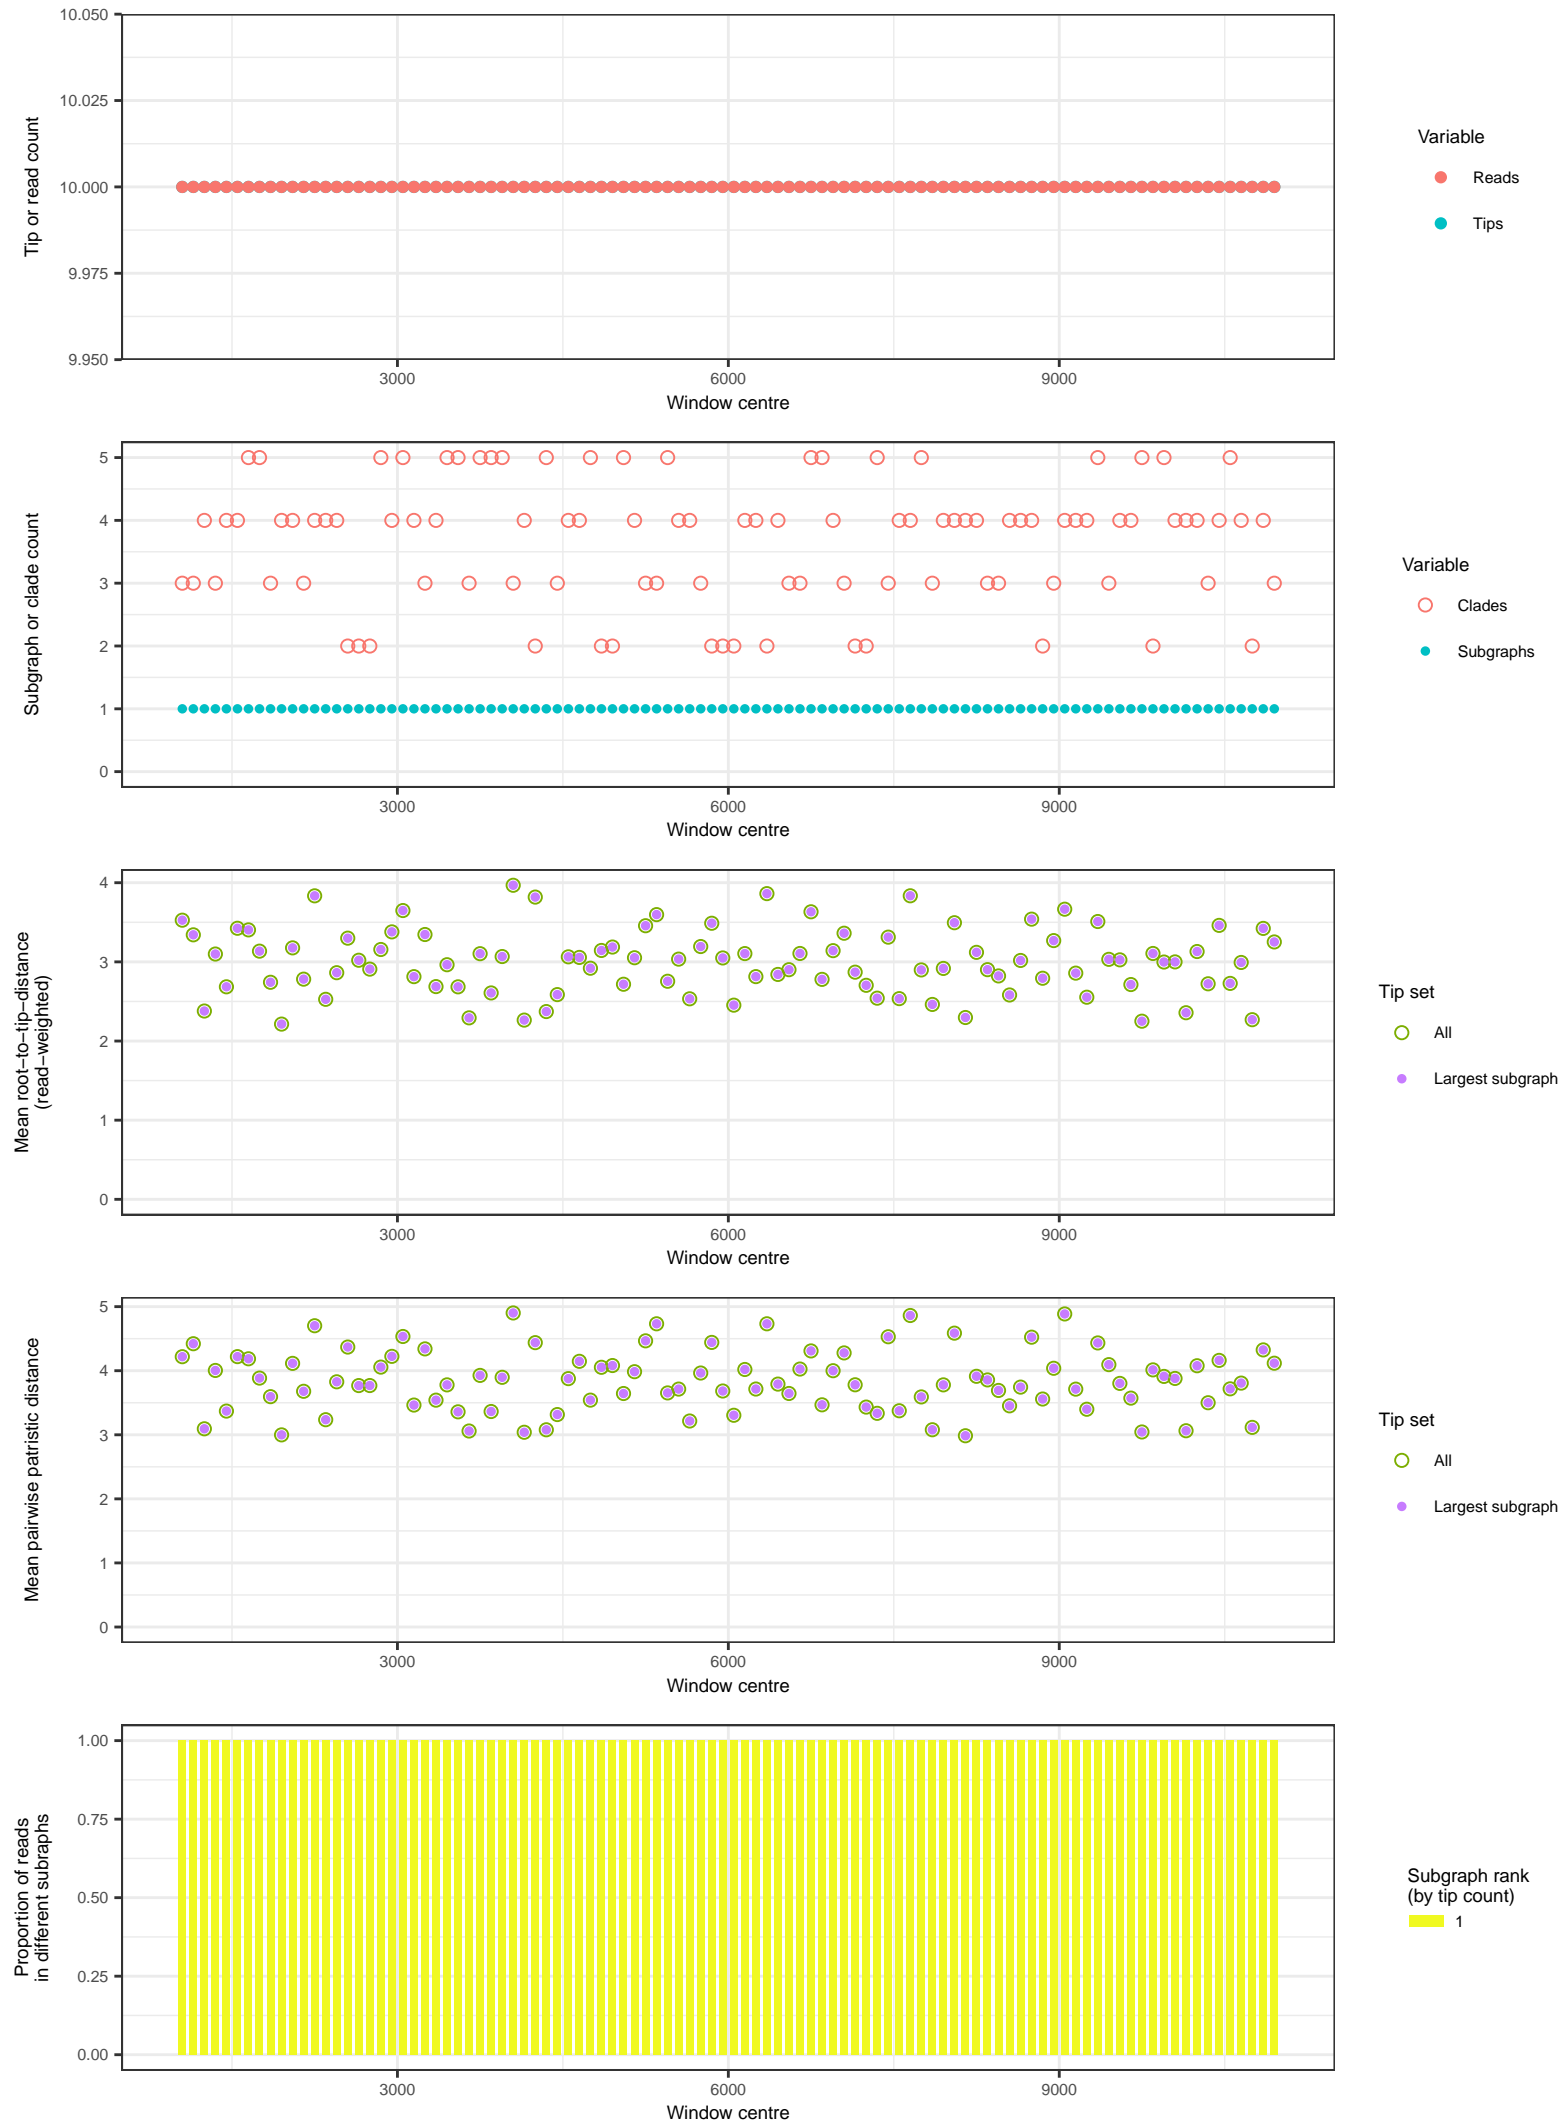 10.050
10.025
10.000
9.975
9.950
Tip or read count
3000 6000 9000
Window centre
Variable
Reads
Tips
5
4
3
2
1
0
Subgraph or clade count
3000 6000 9000
Window centre
Variable
Clades
Subgraphs
4
3
2
1
0
Mean root−to−tip−distance
(read−weighted)
3000 6000 9000
Window centre
Tip set
All
Largest subgraph
5
4
3
2
1
0
Mean pairwise patristic distance
3000 6000 9000
Window centre
Tip set
All
Largest subgraph
1.00
0.75
0.50
0.25
0.00
Proportion of reads
in different subraphs
3000 6000 9000
Window centre
Subgraph rank
(by tip count)
1